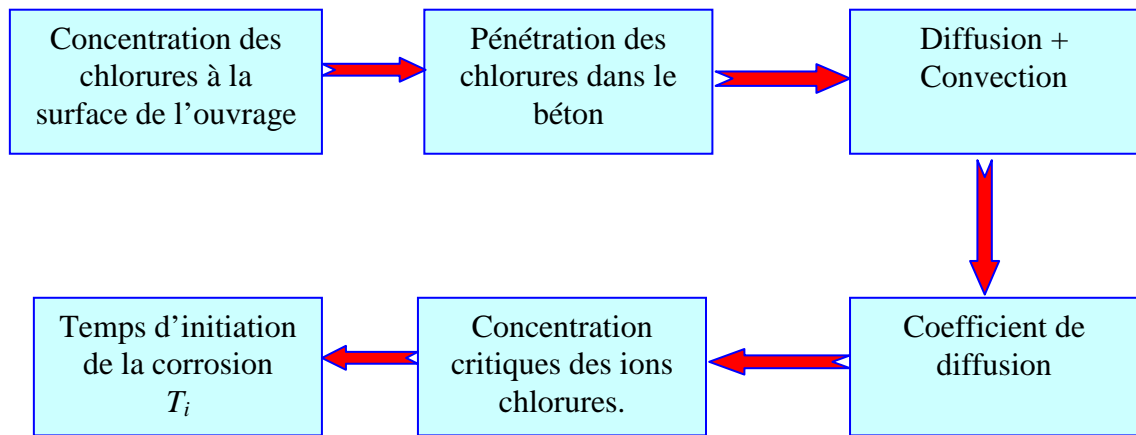 Concentration des
chlorures à la
surface de l’ouvrage
Pénétration des
chlorures dans le
béton
Diffusion +
Convection
Coefficient de
diffusion
Concentration
critiques des ions
chlorures.
Temps d’initiation
de la corrosion
Ti